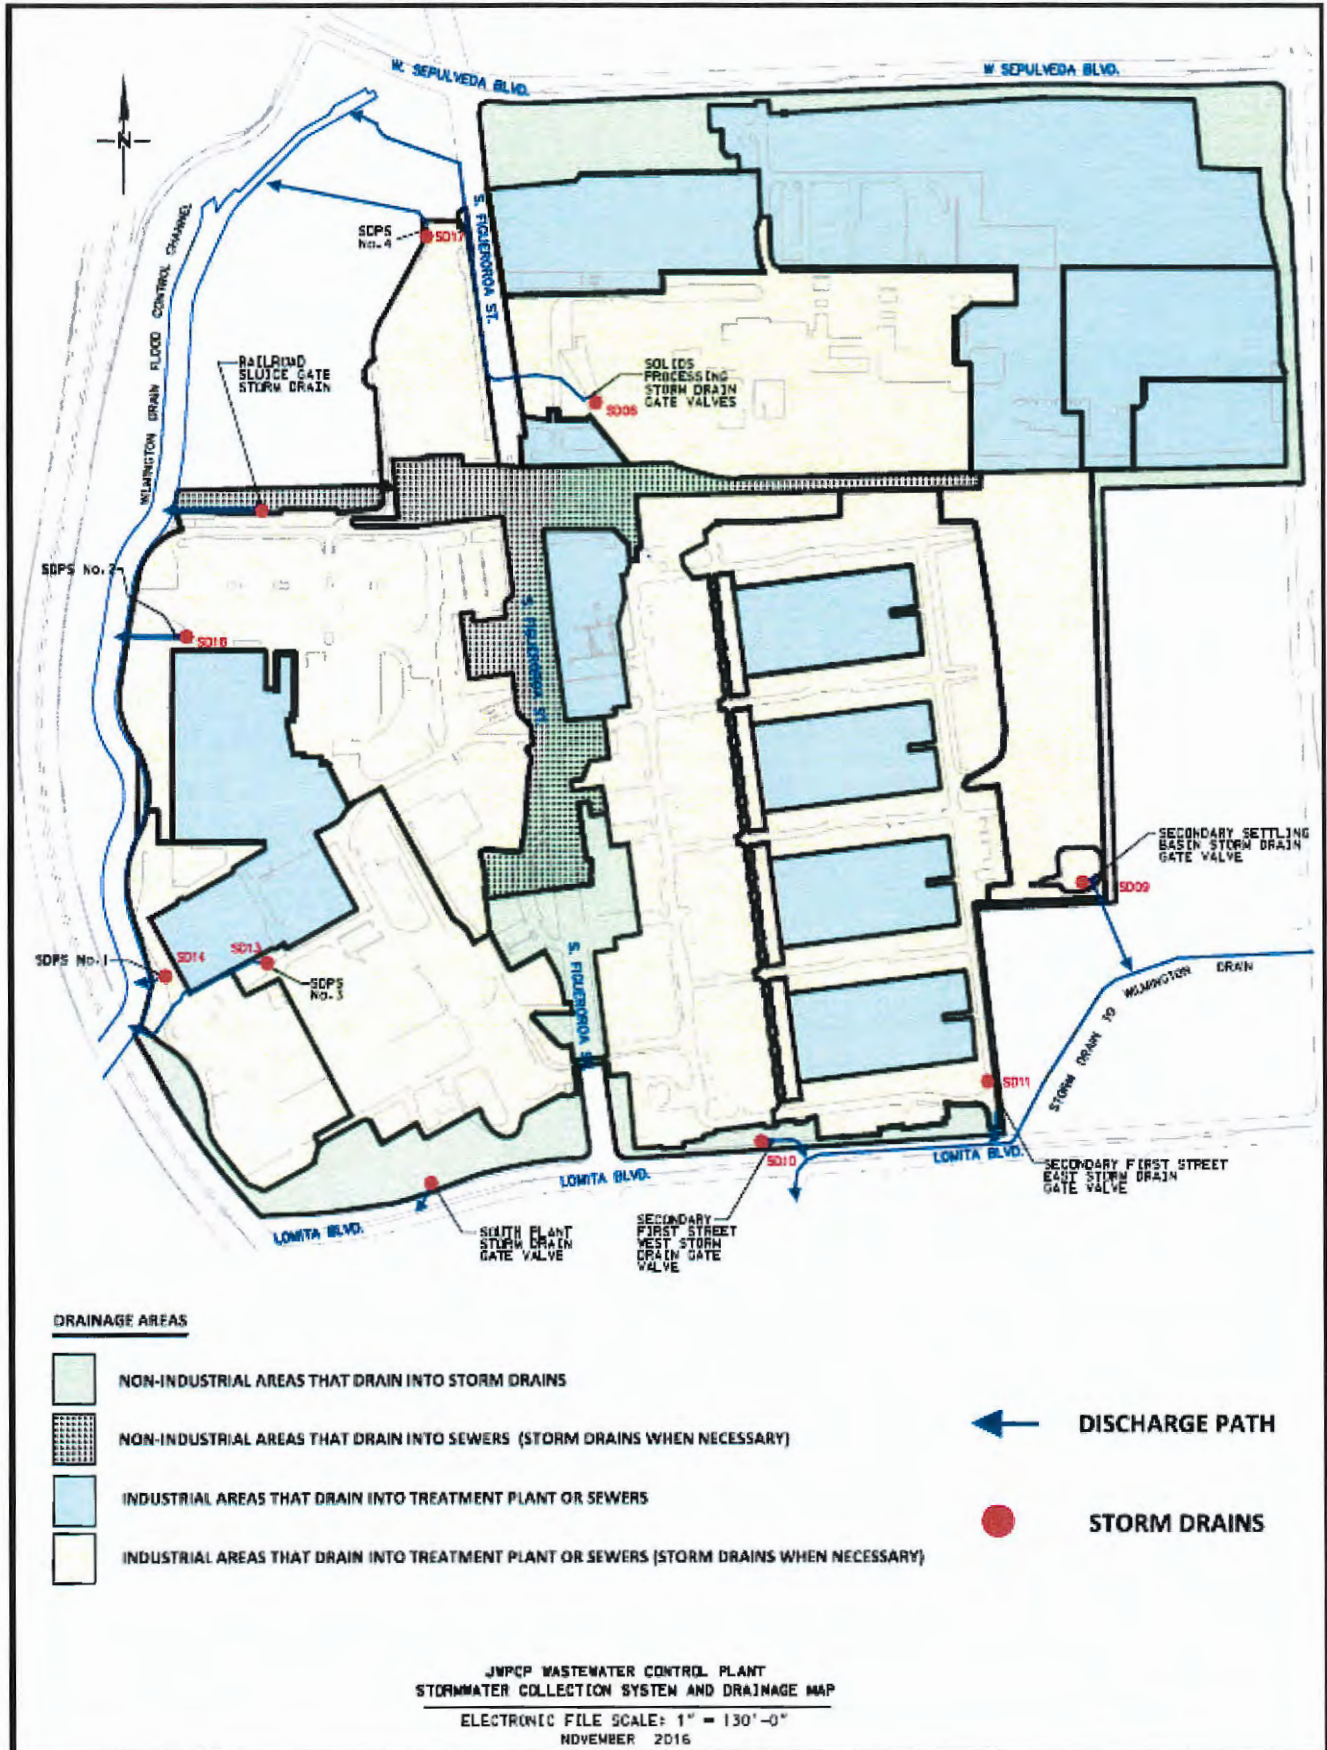 W. SEPULVEDA BLVD.
W SEPULVEDA BLVD.
N
WILMINGTON DRAIN FLOOD CONTROL CHANNEL
SDPS
No. 4
SD17
S. FIGUEROROA ST.
RAILROAD
SLUICE GATE
STORM DRAIN
SOLIDS
PROCESSING
STORM DRAIN
GATE VALVES
SD06
SDPS No. 2
SD16
S. FIGUEROROA ST.
SECONDARY SETTLING
BASIN STORM DRAIN
GATE VALVE
SD09
SDPS No. 1
SD14
SD13
SDPS
No. 3
S. FIGUEROROA ST.
STORM DRAIN TO WILMINGTON DRAIN
SD11
SD10
LOMITA BLVD.
LOMITA BLVD.
LOMITA BLVD.
SECONDARY FIRST STREET
EAST STORM DRAIN
GATE VALVE
SOUTH PLANT
STORM DRAIN
GATE VALVE
SECONDARY
FIRST STREET
WEST STORM
DRAIN GATE
VALVE
DRAINAGE AREAS
NON-INDUSTRIAL AREAS THAT DRAIN INTO STORM DRAINS
NON-INDUSTRIAL AREAS THAT DRAIN INTO SEWERS (STORM DRAINS WHEN NECESSARY)
INDUSTRIAL AREAS THAT DRAIN INTO TREATMENT PLANT OR SEWERS
INDUSTRIAL AREAS THAT DRAIN INTO TREATMENT PLANT OR SEWERS (STORM DRAINS WHEN NECESSARY)
DISCHARGE PATH
STORM DRAINS
JWPCP WASTEWATER CONTROL PLANT
STORMWATER COLLECTION SYSTEM AND DRAINAGE MAP
ELECTRONIC FILE SCALE: 1" = 130'-0"
NOVEMBER 2016